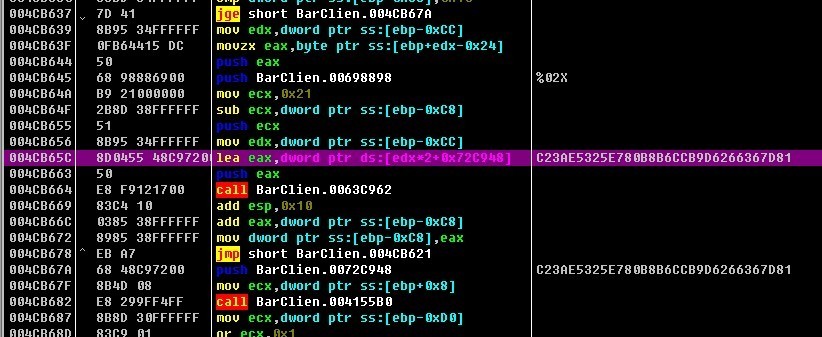 004CB637 7D 41 jge short BarClien.004CB67A
004CB639 8B95 34FFFFFF mov edx,dword ptr ss:[ebp-0xCC]
004CB63F 0FB64415 DC movzx eax,byte ptr ss:[ebp+edx-0x24]
004CB644 50 push eax
004CB645 68 98886900 push BarClien.00698898 %02X
004CB64A B9 21000000 mov ecx,0x21
004CB64F 2B8D 38FFFFFF sub ecx,dword ptr ss:[ebp-0xC8]
004CB655 51 push ecx
004CB656 8B95 34FFFFFF mov edx,dword ptr ss:[ebp-0xCC]
004CB65C 8D0455 48C97200 lea eax,dword ptr ds:[edx*2+0x72C948] C23AE5325E780B8B6CCB9D6266367D81
004CB663 50 push eax
004CB664 E8 F9121700 call BarClien.0063C962
004CB669 83C4 10 add esp,0x10
004CB66C 0385 38FFFFFF add eax,dword ptr ss:[ebp-0xC8]
004CB672 8985 38FFFFFF mov dword ptr ss:[ebp-0xC8],eax
004CB678 ^ EB A7 jmp short BarClien.004CB621
004CB67A 68 48C97200 push BarClien.0072C948 C23AE5325E780B8B6CCB9D6266367D81
004CB67F 8B4D 08 mov ecx,dword ptr ss:[ebp+0x8]
004CB682 E8 299FF4FF call BarClien.004155B0
004CB687 8B8D 30FFFFFF mov ecx,dword ptr ss:[ebp-0xD0]
004CB68D 83C9 01 or ecx,0x1